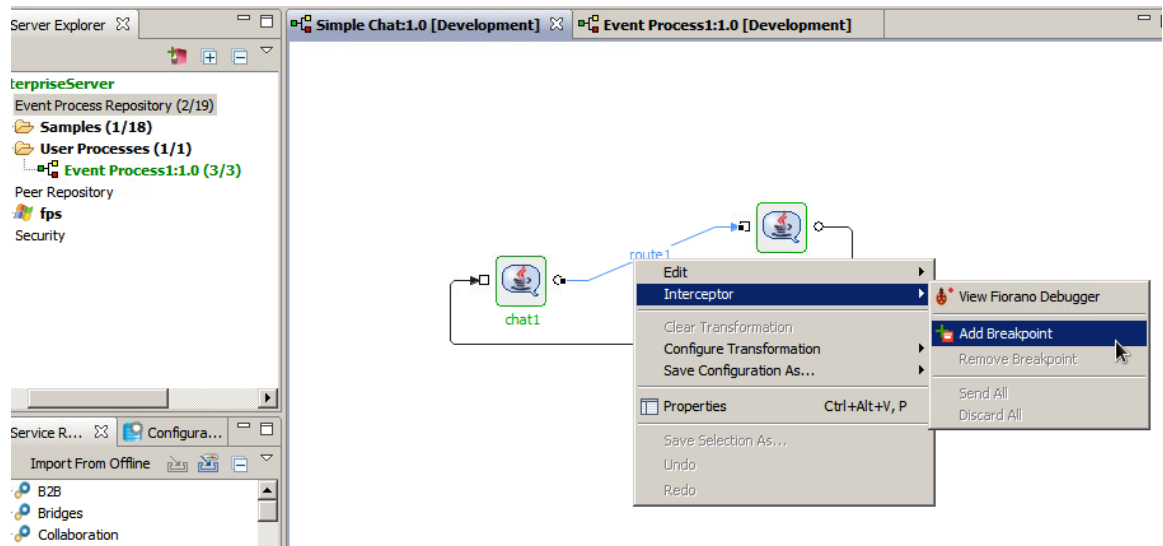 Server Explorer
terpriseServer
Event Process Repository (2/19)
Samples (1/18)
User Processes (1/1)
Event Process1:1.0 (3/3)
Peer Repository
fps
Security
Service R...
Configura...
Import From Offline
B2B
Bridges
Collaboration
Simple Chat:1.0 [Development]
Event Process1:1.0 [Development]
chat1
route1
Edit
Interceptor
Clear Transformation
Configure Transformation
Save Configuration As...
Properties Ctrl+Alt+V, P
Save Selection As...
Undo
Redo
View Fiorano Debugger
Add Breakpoint
Remove Breakpoint
Send All
Discard All